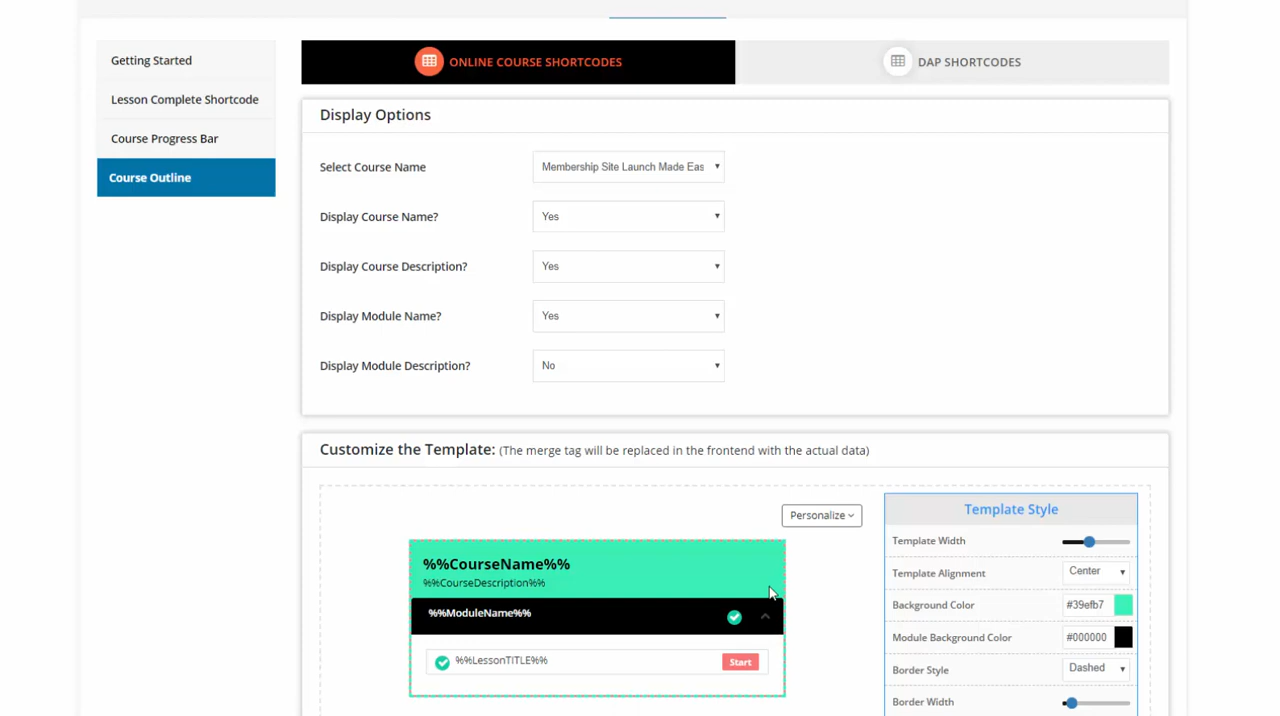 Getting Started
Lesson Complete Shortcode
Course Progress Bar
Course Outline
ONLINE COURSE SHORTCODES
DAP SHORTCODES
Display Options
Select Course Name
Membership Site Launch Made Eas
Display Course Name?
Yes
Display Course Description?
Yes
Display Module Name?
Yes
Display Module Description?
No
Customize the Template: (The merge tag will be replaced in the frontend with the actual data)
Personalize
%%CourseName%%
%%CourseDescription%%
%%ModuleName%%
%%LessonTITLE%%
Start
Template Style
Template Width
Template Alignment
Center
Background Color
#39efb7
Module Background Color
#000000
Border Style
Dashed
Border Width